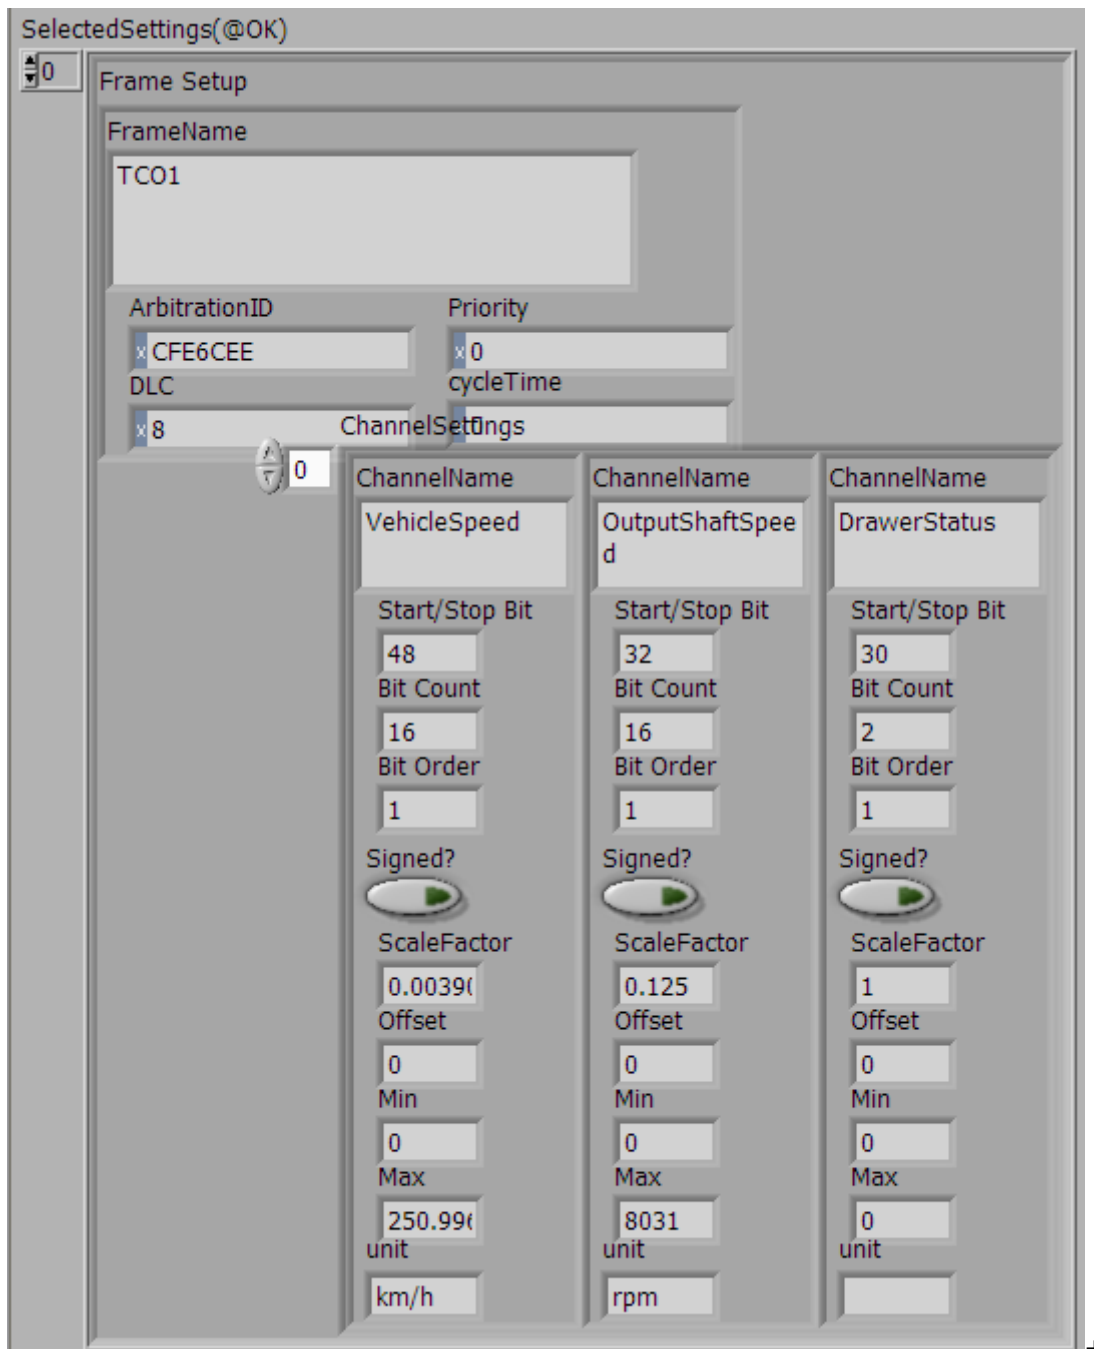 SelectedSettings(@OK)
0
Frame Setup
FrameName
TCO1
ArbitrationID Priority
x CFE6CEE x 0
DLC cycleTime
x 8 0
ChannelSettings
0
ChannelName ChannelName ChannelName
VehicleSpeed OutputShaftSpee DrawerStatus
d
Start/Stop Bit Start/Stop Bit Start/Stop Bit
48 32 30
Bit Count Bit Count Bit Count
16 16 2
Bit Order Bit Order Bit Order
1 1 1
Signed? Signed? Signed?
ScaleFactor ScaleFactor ScaleFactor
0.0039 0.125 1
Offset Offset Offset
0 0 0
Min Min Min
0 0 0
Max Max Max
250.99 8031 0
unit unit unit
km/h rpm